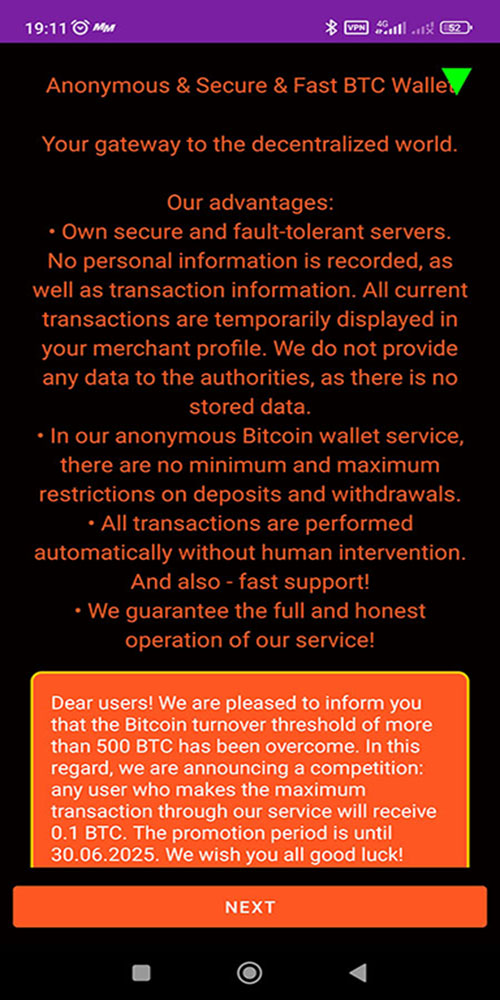 19:11 MM VPN 4G 52
Anonymous & Secure & Fast BTC Wallet
Your gateway to the decentralized world.
Our advantages:
• Own secure and fault-tolerant servers.
No personal information is recorded, as
well as transaction information. All current
transactions are temporarily displayed in
your merchant profile. We do not provide
any data to the authorities, as there is no
stored data.
• In our anonymous Bitcoin wallet service,
there are no minimum and maximum
restrictions on deposits and withdrawals.
• All transactions are performed
automatically without human intervention.
And also - fast support!
• We guarantee the full and honest
operation of our service!
Dear users! We are pleased to inform you
that the Bitcoin turnover threshold of more
than 500 BTC has been overcome. In this
regard, we are announcing a competition:
any user who makes the maximum
transaction through our service will receive
0.1 BTC. The promotion period is until
30.06.2025. We wish you all good luck!
NEXT